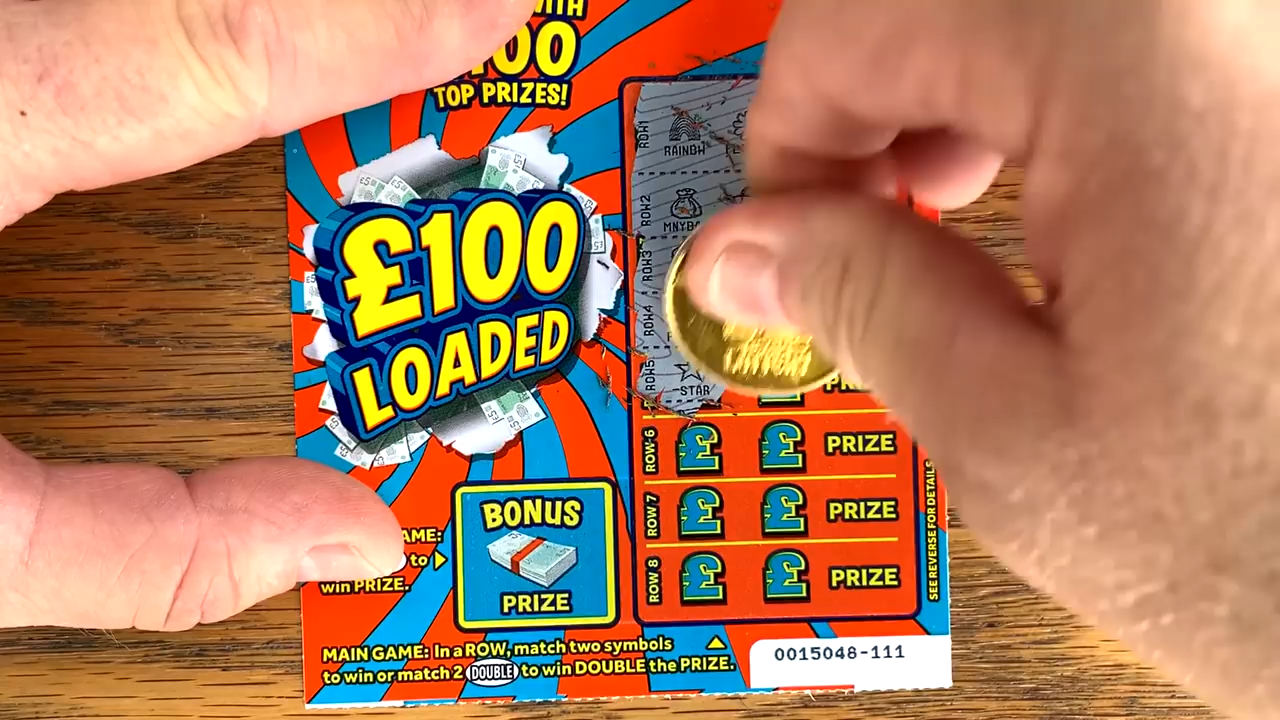 TOP PRIZES!
£100
LOADED
BONUS
PRIZE
win PRIZE.
MAIN GAME: In a ROW, match two symbols
to win or match 2 DOUBLE to win DOUBLE the PRIZE.
ROW1
RAINBW
ROW2
ROW3
ROW4
ROW5
STAR
ROW 6 £ £ PRIZE
ROW 7 £ £ PRIZE
ROW 8 £ £ PRIZE
SEE REVERSE FOR DETAILS
0015048-111